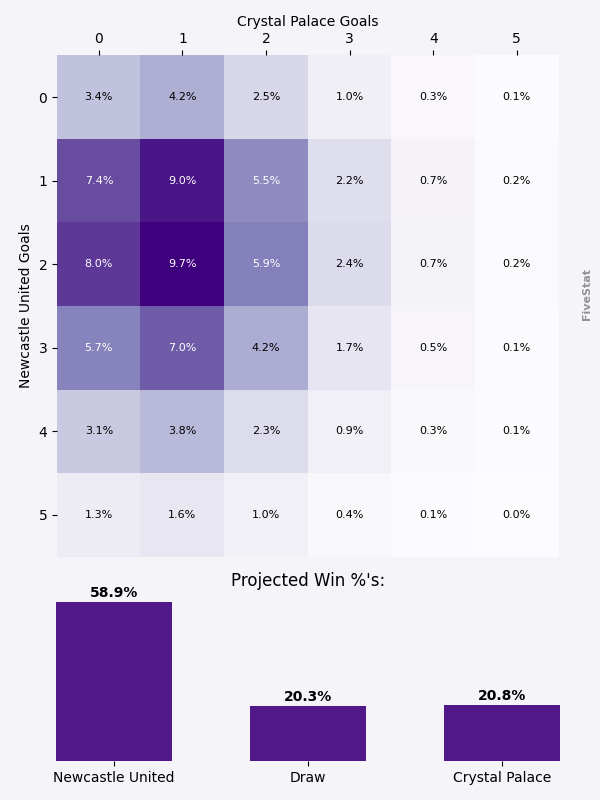 Crystal Palace Goals
0 1 2 3 4 5
0 3.4% 4.2% 2.5% 1.0% 0.3% 0.1%
1 7.4% 9.0% 5.5% 2.2% 0.7% 0.2%
2 8.0% 9.7% 5.9% 2.4% 0.7% 0.2%
3 5.7% 7.0% 4.2% 1.7% 0.5% 0.1%
4 3.1% 3.8% 2.3% 0.9% 0.3% 0.1%
5 1.3% 1.6% 1.0% 0.4% 0.1% 0.0%
Newcastle United Goals
FiveStat
Projected Win %'s:
58.9% 20.3% 20.8%
Newcastle United Draw Crystal Palace